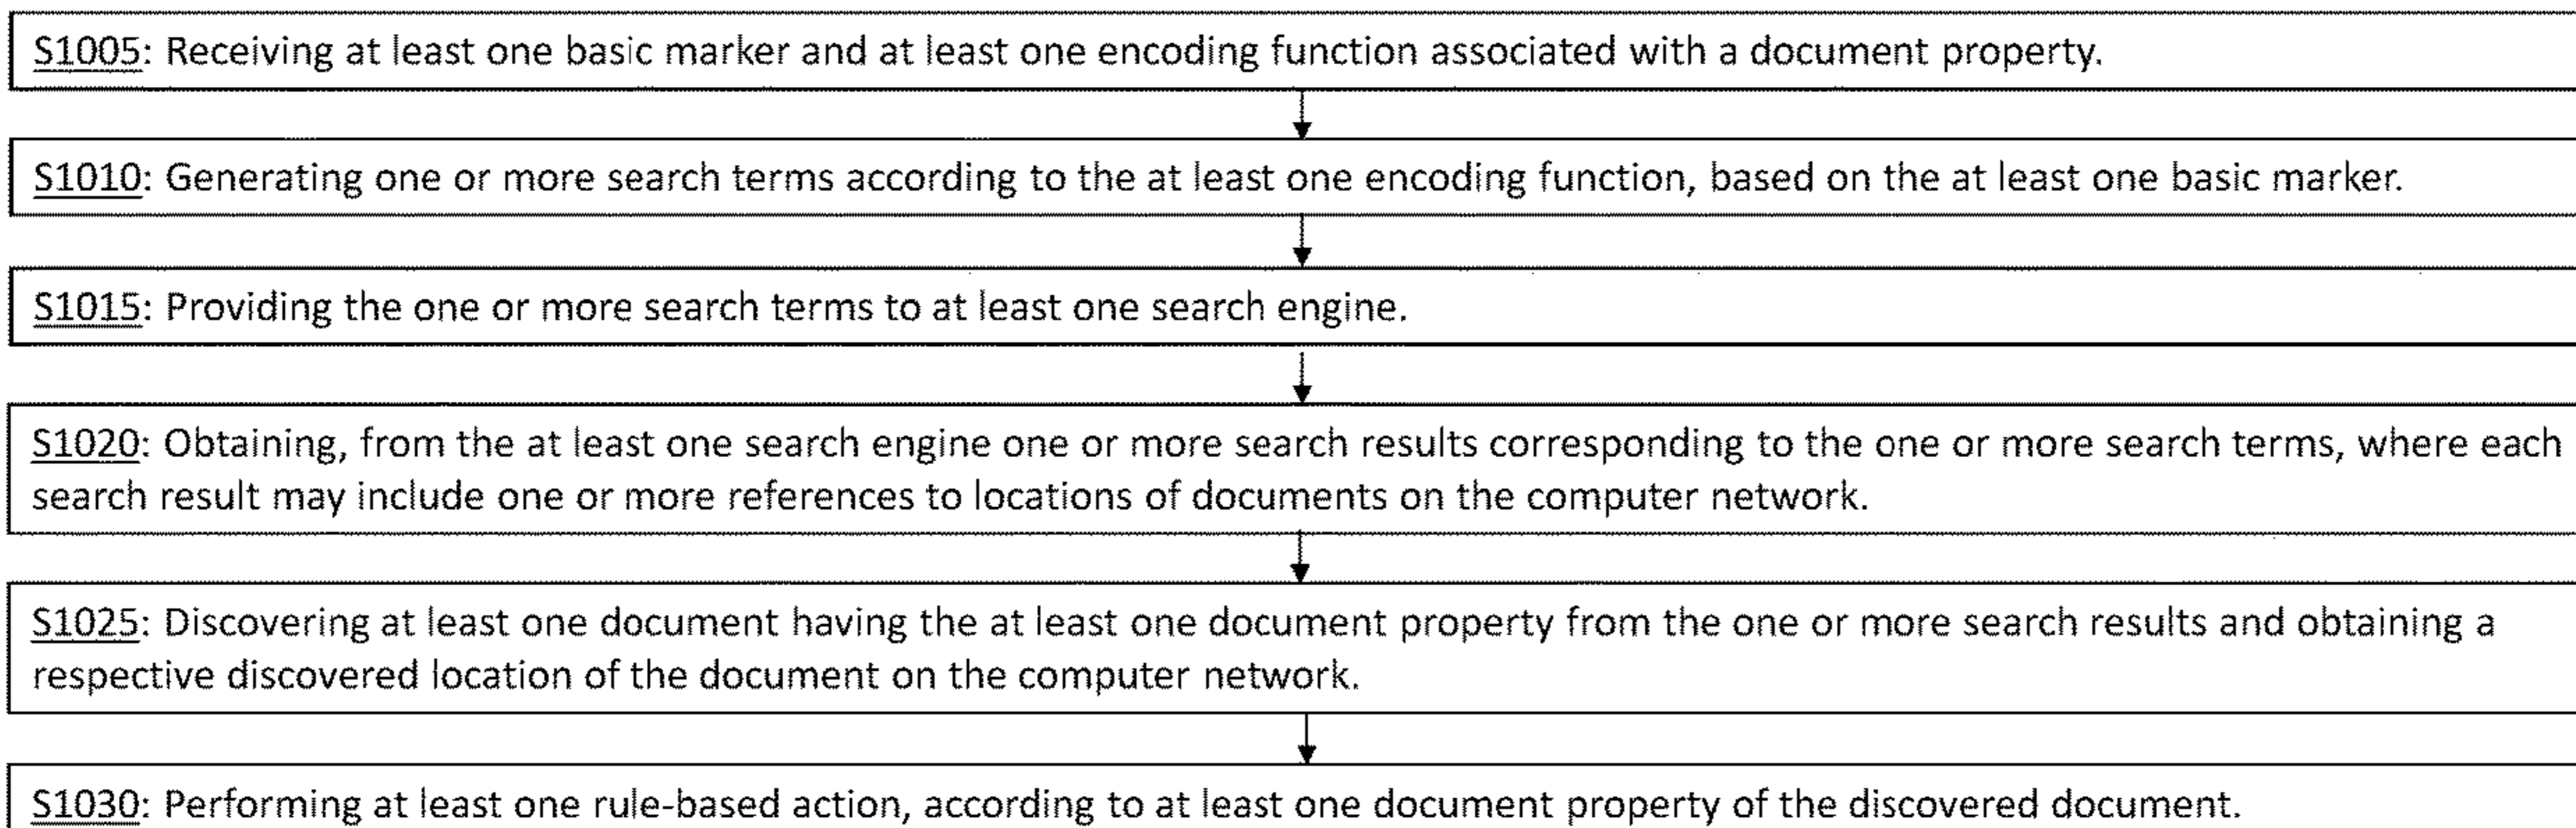 S1005: Receiving at least one basic marker and at least one encoding function associated with a document property.
S1010: Generating one or more search terms according to the at least one encoding function, based on the at least one basic marker.
S1015: Providing the one or more search terms to at least one search engine.
S1020: Obtaining, from the at least one search engine one or more search results corresponding to the one or more search terms, where each
search result may include one or more references to locations of documents on the computer network.
S1025: Discovering at least one document having the at least one document property from the one or more search results and obtaining a
respective discovered location of the document on the computer network.
S1030: Performing at least one rule-based action, according to at least one document property of the discovered document.